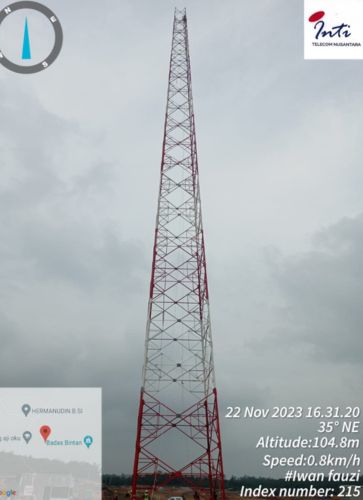 N
E
S
Inti
TELECOM NUSANTARA
22 Nov 2023 16.31.20
35° NE
Altitude:104.8m
Speed:0.8km/h
#Iwan fauzi
Index number: 215
HERMANUDIN.B.SI
g aji oku
Badas Bintan
Google